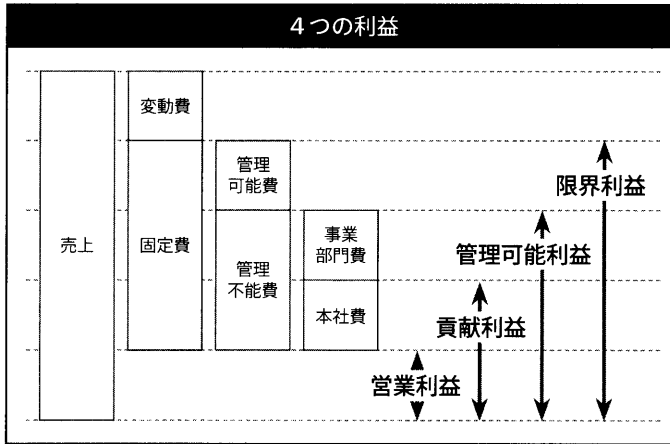 4つの利益
変動費
管理
可能費
限界利益
売上
固定費
事業
部門費
管理可能利益
管理
不能費
本社費
貢献利益
営業利益